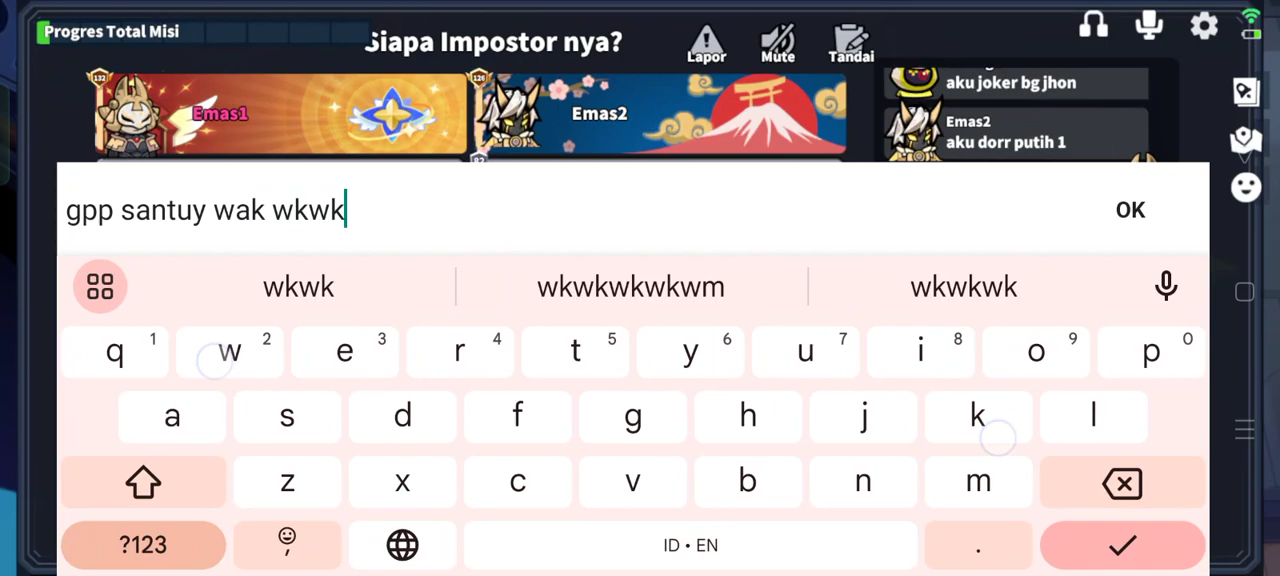 Progres Total Misi
Siapa Impostor nya?
Lapor
Mute
Tandai
132
Emas1
126
Emas2
aku joker bg jhon
Emas2
aku dorr putih 1
gpp santuy wak wkwk
OK
wkwk
wkwkwkwkwm
wkwkwk
q 1 w 2 e 3 r 4 t 5 y 6 u 7 i 8 o 9 p 0
a s d f g h j k l
z x c v b n m
?123
,
ID • EN
.